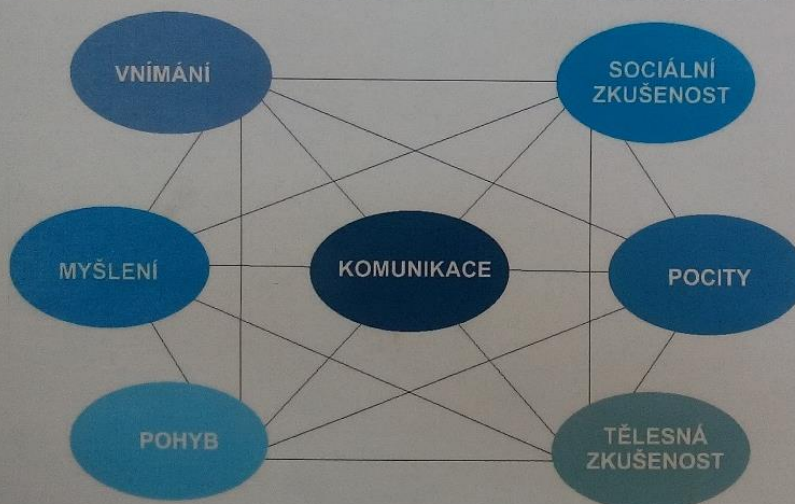 VNÍMÁNÍ
SOCIÁLNÍ
ZKUŠENOST
MYŠLENÍ
KOMUNIKACE
POCITY
POHYB
TĚLESNÁ
ZKUŠENOST